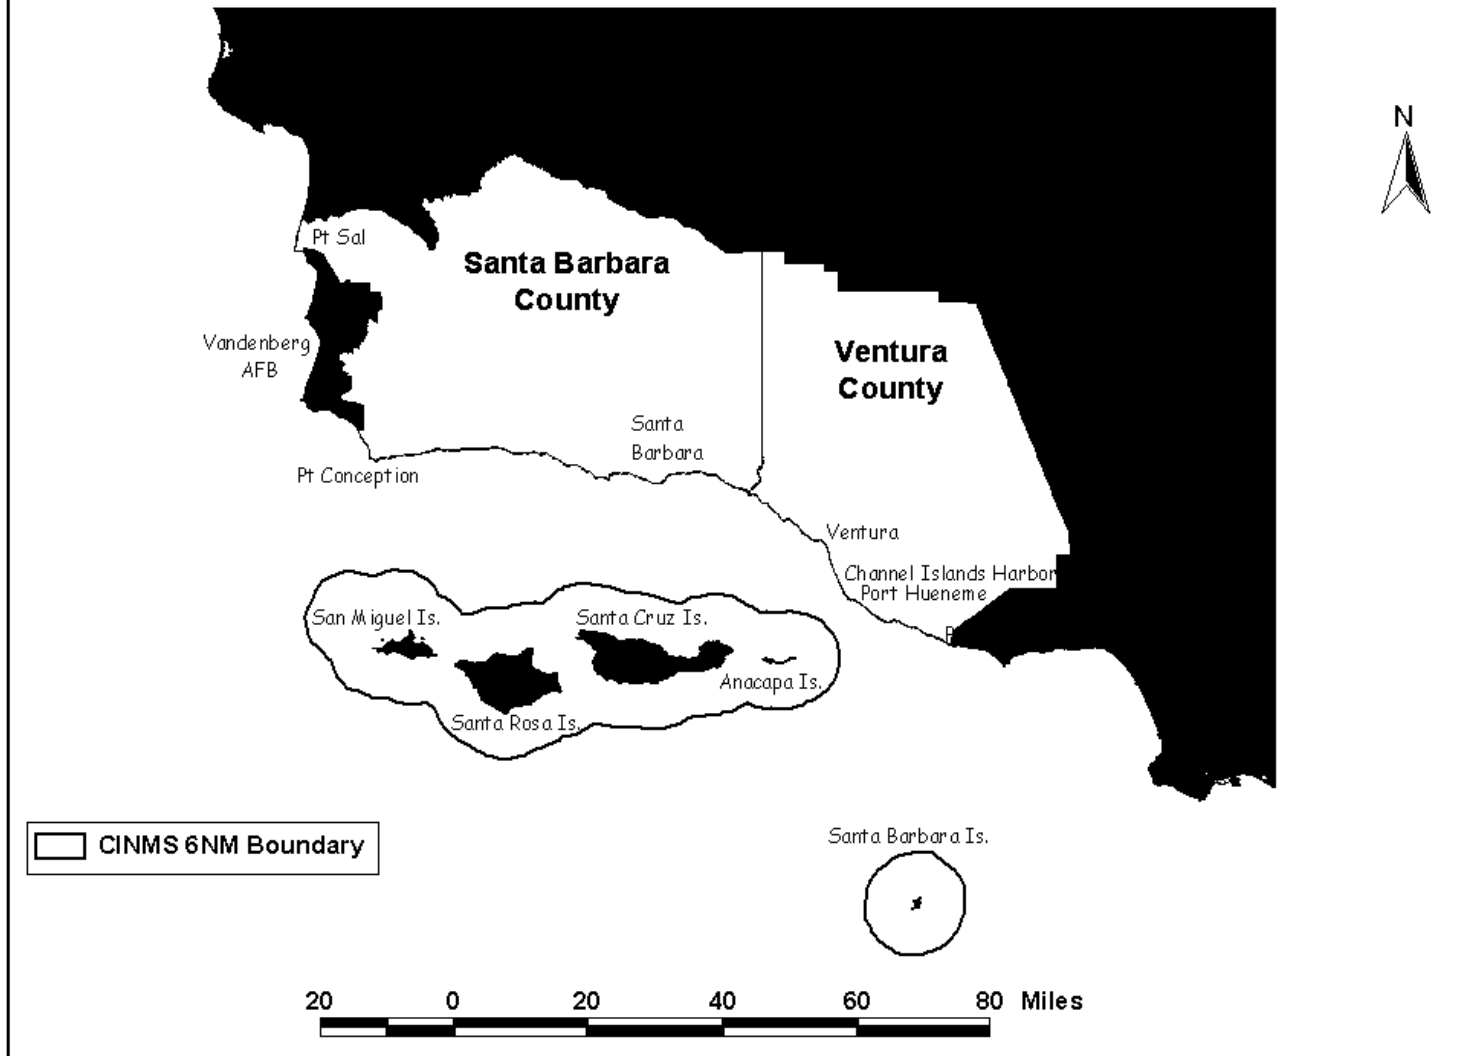 N
Pt Sal
Santa Barbara
County
Vandenberg
AFB
Ventura
County
Santa
Barbara
Pt Conception
Ventura
Channel Islands Harbor
Port Hueneme
San Miguel Is.
Santa Cruz Is.
Anacapa Is.
Santa Rosa Is.
Santa Barbara Is.
CINMS 6NM Boundary
20 0 20 40 60 80 Miles